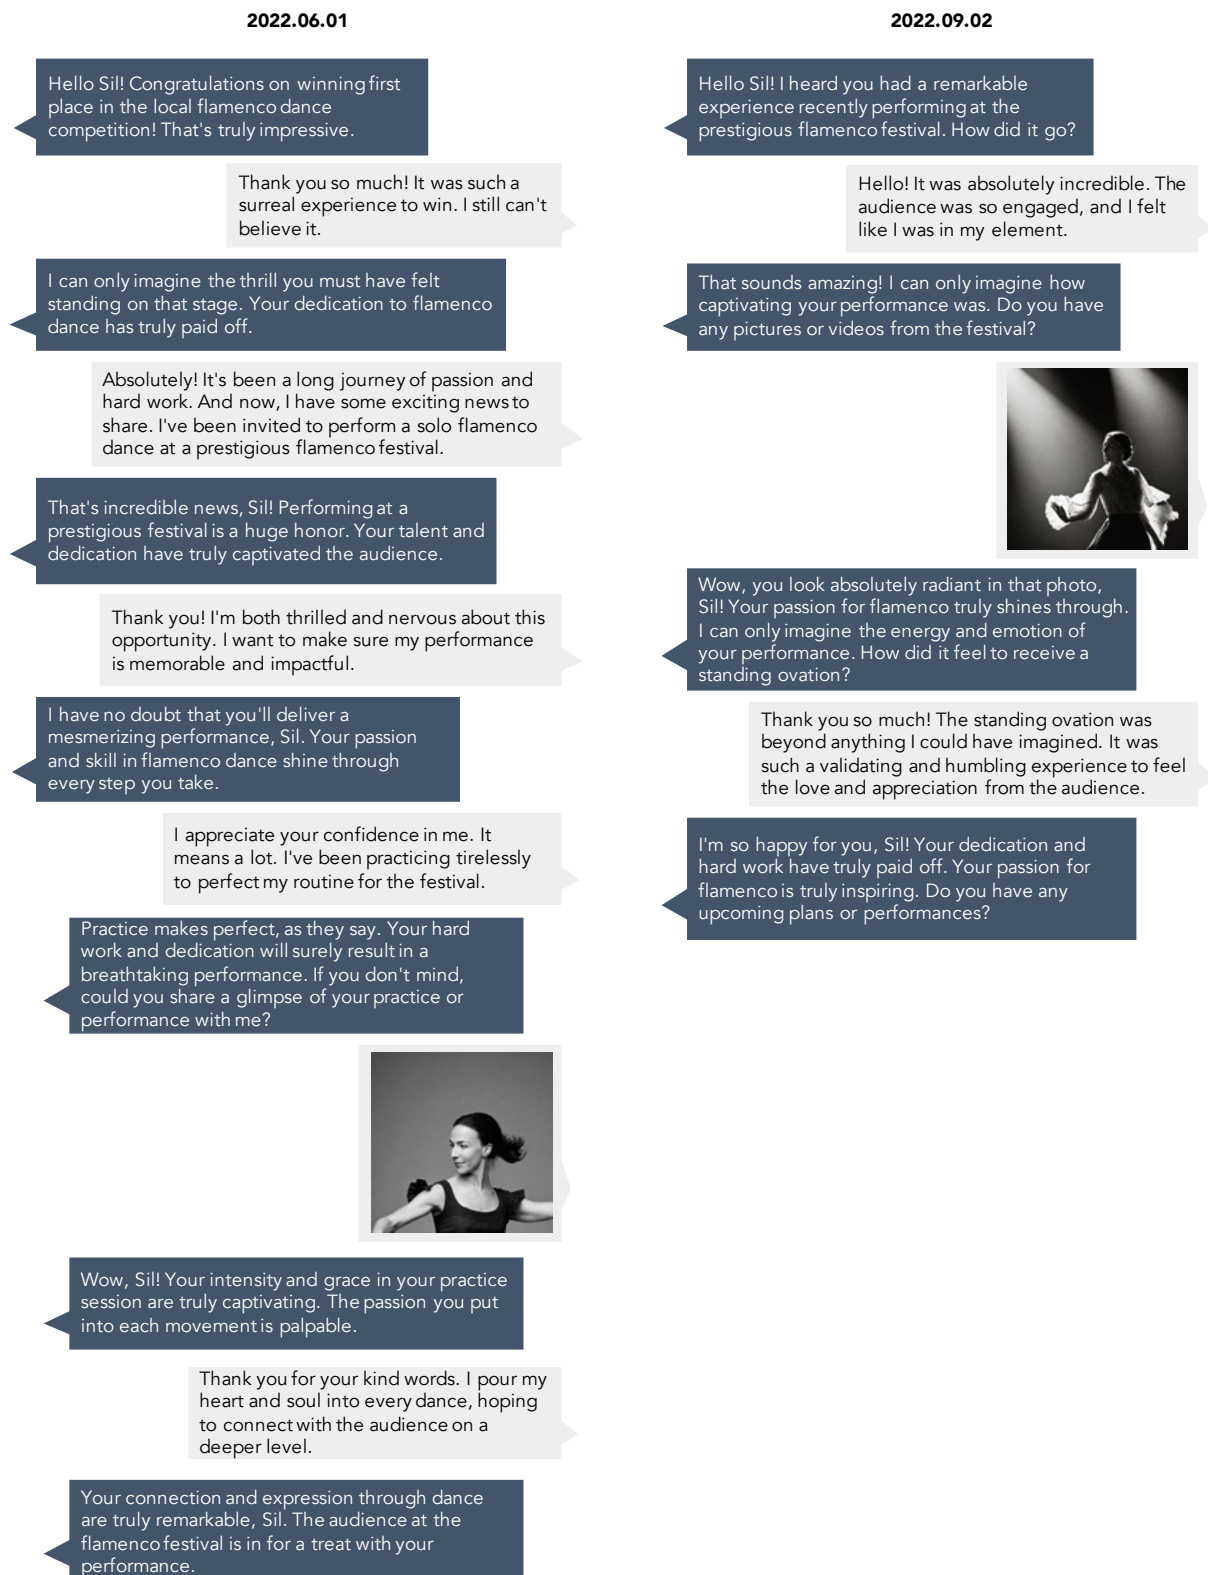 2022.06.01
Hello Sil! Congratulations on winning first
place in the local flamenco dance
competition! That's truly impressive.
Thank you so much! It was such a
surreal experience to win. I still can't
believe it.
I can only imagine the thrill you must have felt
standing on that stage. Your dedication to flamenco
dance has truly paid off.
Absolutely! It's been a long journey of passion and
hard work. And now, I have some exciting news to
share. I've been invited to perform a solo flamenco
dance at a prestigious flamenco festival.
That's incredible news, Sil! Performing at a
prestigious festival is a huge honor. Your talent and
dedication have truly captivated the audience.
Thank you! I'm both thrilled and nervous about this
opportunity. I want to make sure my performance
is memorable and impactful.
I have no doubt that you'll deliver a
mesmerizing performance, Sil. Your passion
and skill in flamenco dance shine through
every step you take.
I appreciate your confidence in me. It
means a lot. I've been practicing tirelessly
to perfect my routine for the festival.
Practice makes perfect, as they say. Your hard
work and dedication will surely result in a
breathtaking performance. If you don't mind,
could you share a glimpse of your practice or
performance with me?
Wow, Sil! Your intensity and grace in your practice
session are truly captivating. The passion you put
into each movement is palpable.
Thank you for your kind words. I pour my
heart and soul into every dance, hoping
to connect with the audience on a
deeper level.
Your connection and expression through dance
are truly remarkable, Sil. The audience at the
flamenco festival is in for a treat with your
performance.
2022.09.02
Hello Sil! I heard you had a remarkable
experience recently performing at the
prestigious flamenco festival. How did it go?
Hello! It was absolutely incredible. The
audience was so engaged, and I felt
like I was in my element.
That sounds amazing! I can only imagine how
captivating your performance was. Do you have
any pictures or videos from the festival?
Wow, you look absolutely radiant in that photo,
Sil! Your passion for flamenco truly shines through.
I can only imagine the energy and emotion of
your performance. How did it feel to receive a
standing ovation?
Thank you so much! The standing ovation was
beyond anything I could have imagined. It was
such a validating and humbling experience to feel
the love and appreciation from the audience.
I'm so happy for you, Sil! Your dedication and
hard work have truly paid off. Your passion for
flamenco is truly inspiring. Do you have any
upcoming plans or performances?